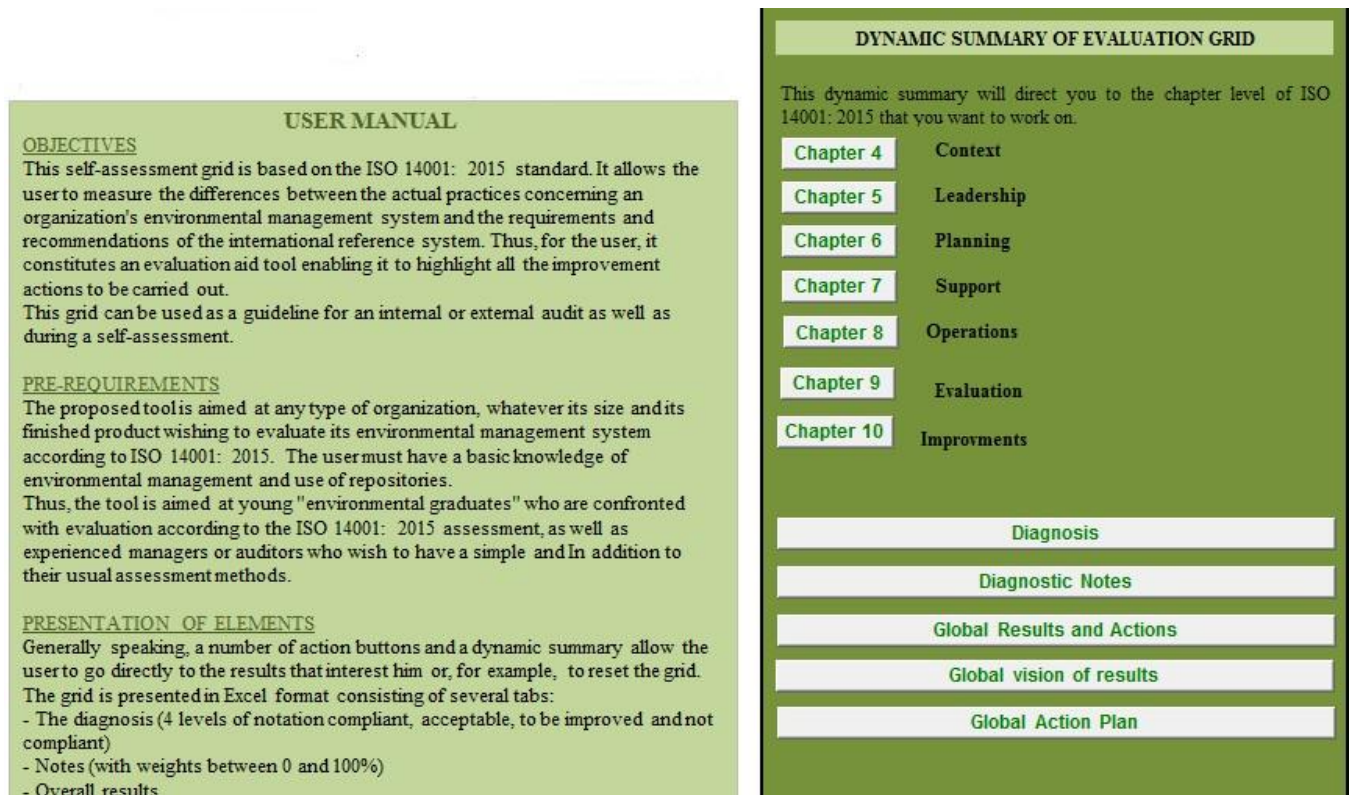 USER MANUAL
OBJECTIVES
This self-assessment grid is based on the ISO 14001: 2015 standard. It allows the
user to measure the differences between the actual practices concerning an
organization's environmental management system and the requirements and
recommendations of the international reference system. Thus, for the user, it
constitutes an evaluation aid tool enabling it to highlight all the improvement
actions to be carried out.
This grid can be used as a guideline for an internal or external audit as well as
during a self-assessment.
PRE-REQUIREMENTS
The proposed tool is aimed at any type of organization, whatever its size and its
finished product wishing to evaluate its environmental management system
according to ISO 14001: 2015. The user must have a basic knowledge of
environmental management and use of repositories.
Thus, the tool is aimed at young "environmental graduates" who are confronted
with evaluation according to the ISO 14001: 2015 assessment, as well as
experienced managers or auditors who wish to have a simple and In addition to
their usual assessment methods.
PRESENTATION OF ELEMENTS
Generally speaking, a number of action buttons and a dynamic summary allow the
user to go directly to the results that interest him or, for example, to reset the grid.
The grid is presented in Excel format consisting of several tabs:
- The diagnosis (4 levels of notation compliant, acceptable, to be improved and not
compliant)
- Notes (with weights between 0 and 100%)
- Overall results
DYNAMIC SUMMARY OF EVALUATION GRID
This dynamic summary will direct you to the chapter level of ISO
14001: 2015 that you want to work on.
Chapter 4 Context
Chapter 5 Leadership
Chapter 6 Planning
Chapter 7 Support
Chapter 8 Operations
Chapter 9 Evaluation
Chapter 10 Improvments
Diagnosis
Diagnostic Notes
Global Results and Actions
Global vision of results
Global Action Plan